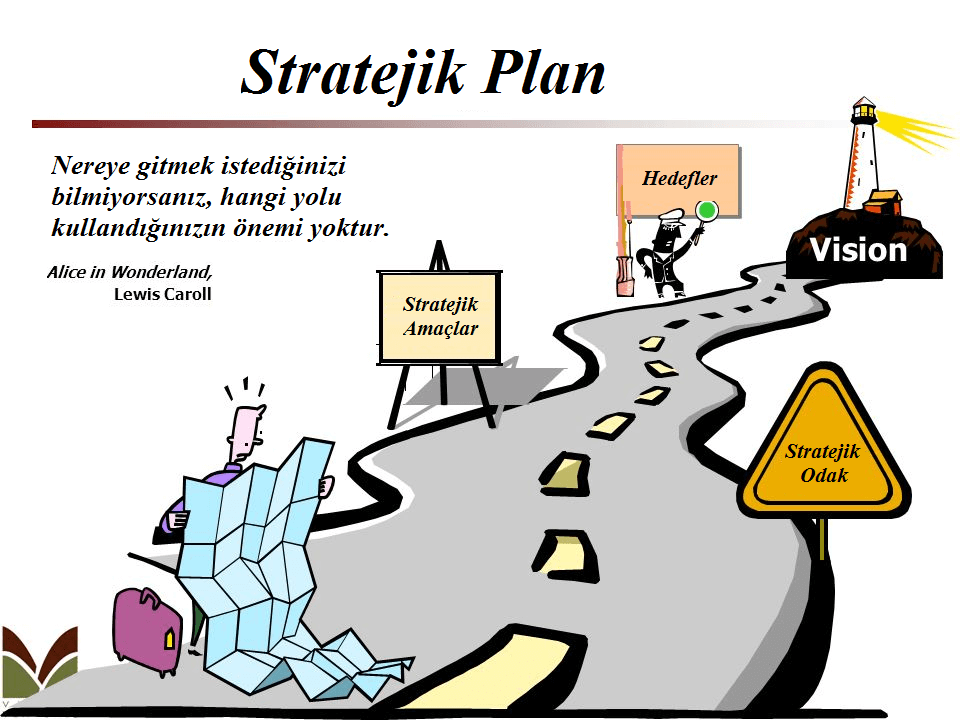 Stratejik Plan
Nereye gitmek istediğinizi
bilmiyorsanız, hangi yolu
kullandığınızın önemi yoktur.
Alice in Wonderland,
Lewis Caroll
Hedefler
Vision
Stratejik
Amaçlar
Stratejik
Odak